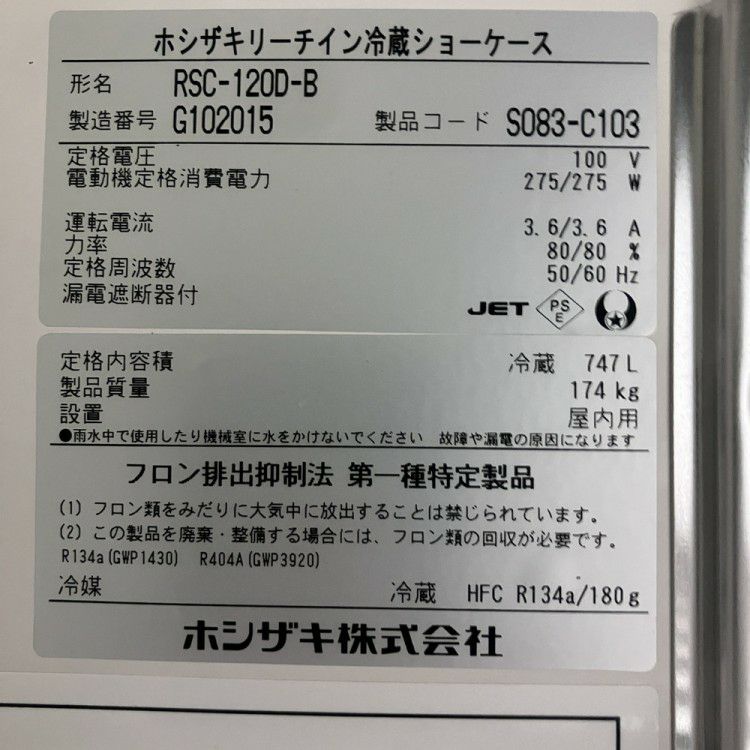 ホシザキリーチイン冷蔵ショーケース
形名 RSC-120D-B
製造番号 G102015 製品コード S083-C103
定格電圧 100 V
電動機定格消費電力 275/275 W
運転電流 3.6/3.6 A
力率 80/80 %
定格周波数 50/60 Hz
漏電遮断器付 JET PS E
定格内容積 冷蔵 747 L
製品質量 174 kg
設置 屋内用
●雨水中で使用したり機械室に水をかけないでください 故障や漏電の原因になります
フロン排出抑制法 第一種特定製品
(1) フロン類をみだりに大気中に放出することは禁じられています。
(2) この製品を廃棄・整備する場合には、フロン類の回収が必要です。
R134a(GWP1430) R404A(GWP3920)
冷媒 冷蔵 HFC R134a/180g
ホシザキ株式会社